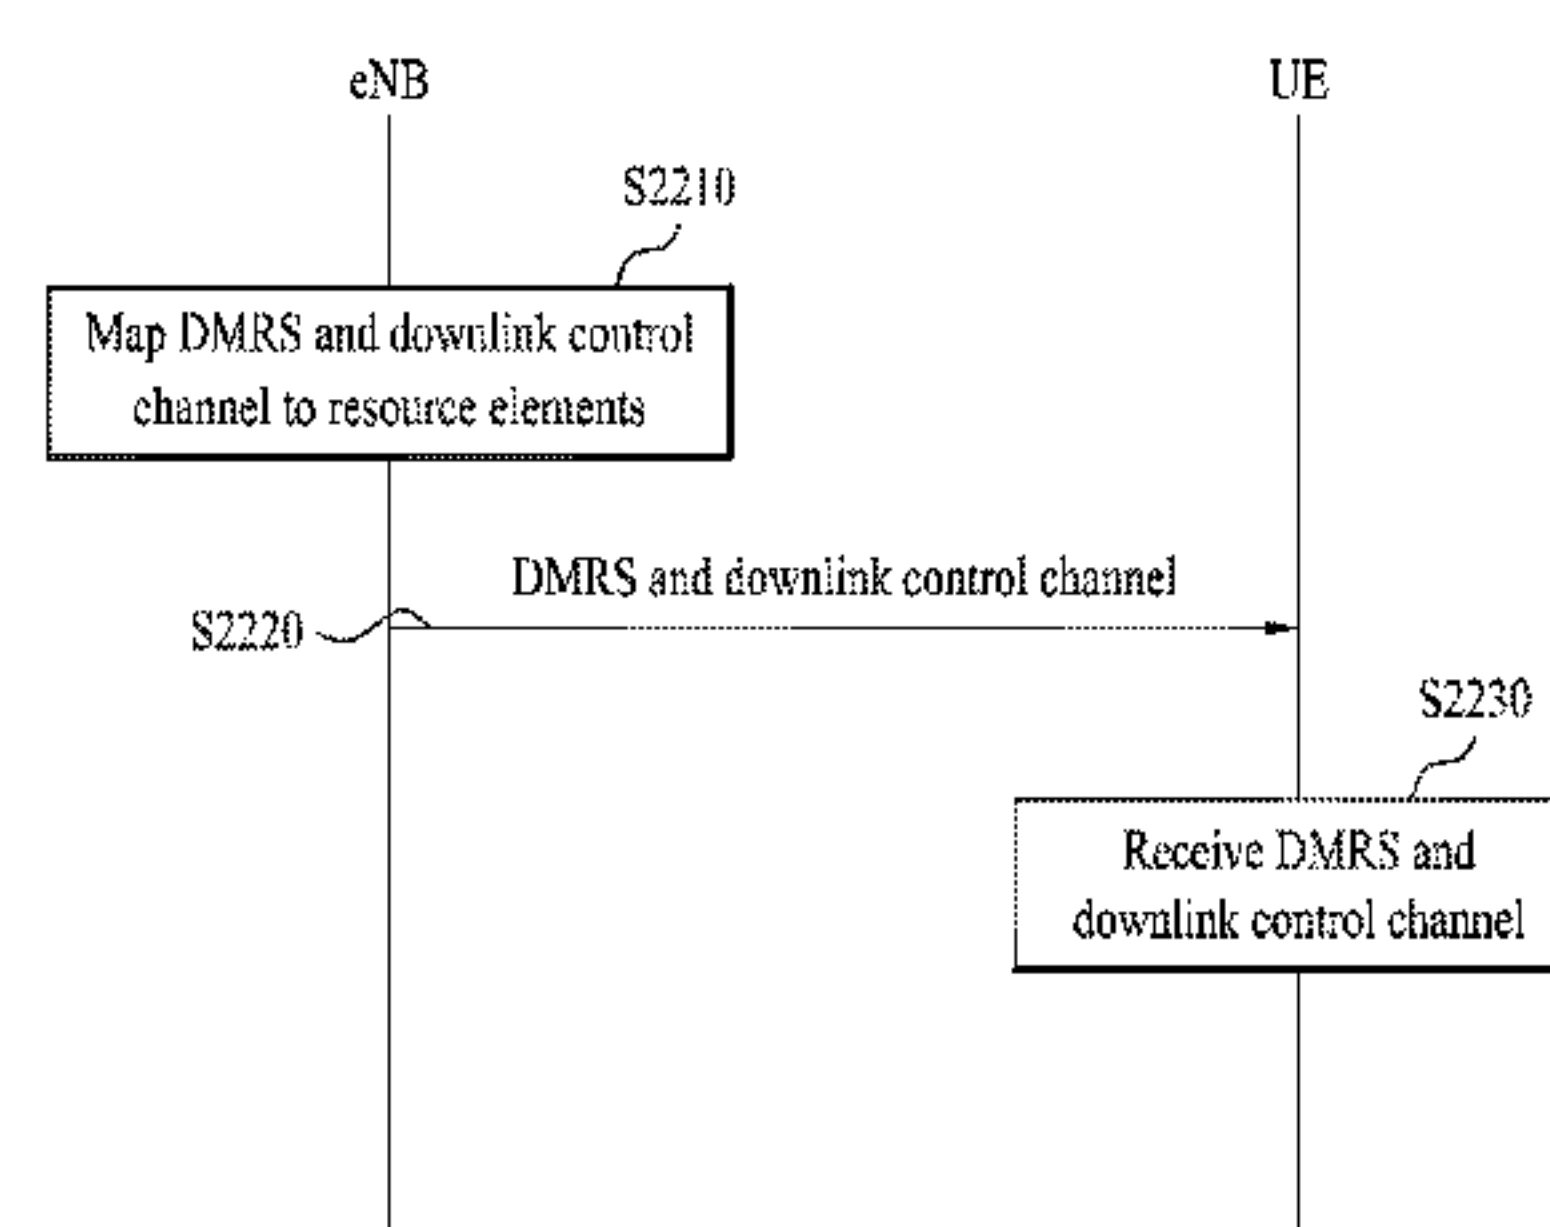 eNB
UE
S2210
Map DMRS and downlink control
channel to resource elements
DMRS and downlink control channel
S2220
S2230
Receive DMRS and
downlink control channel